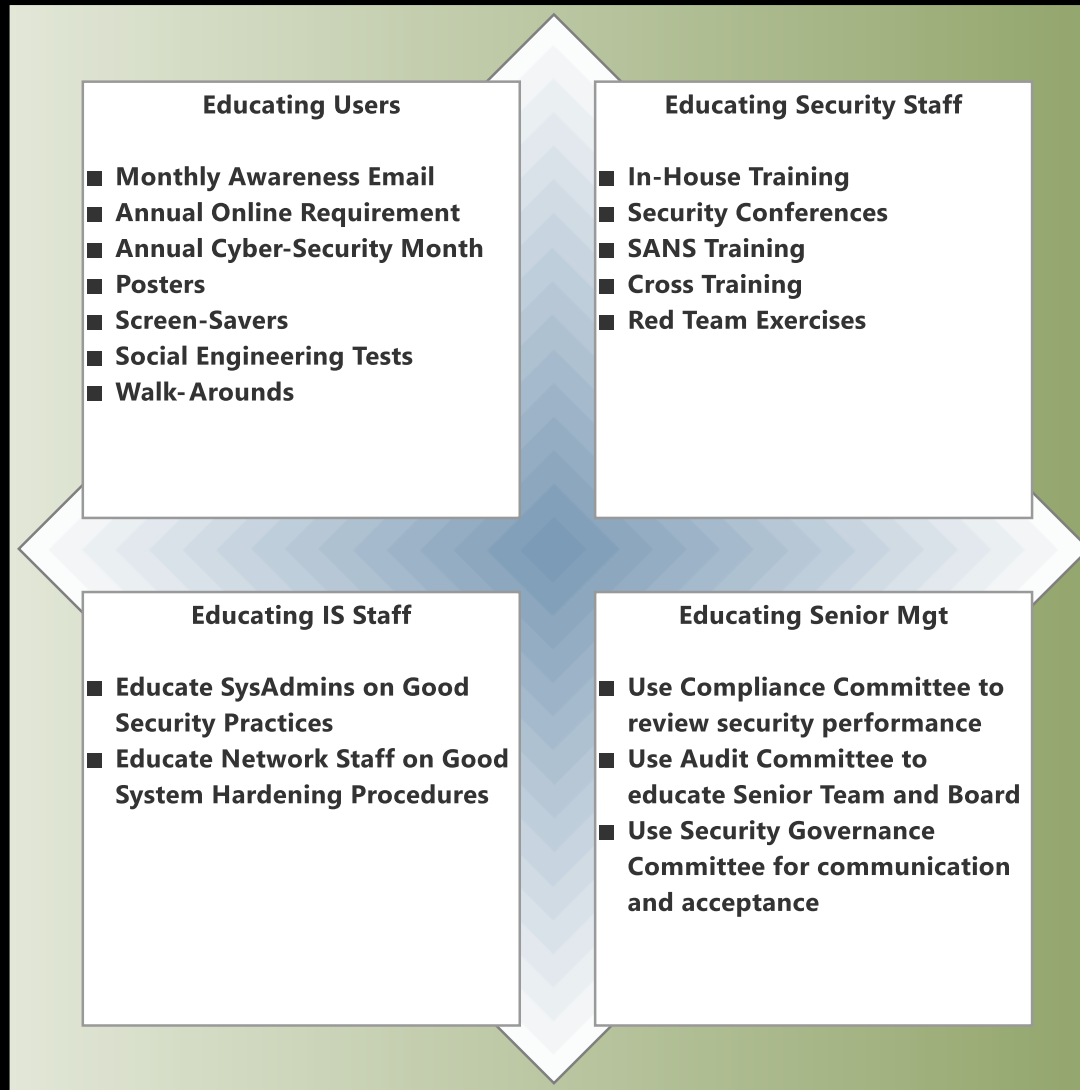 Educating Users
■ Monthly Awareness Email
■ Annual Online Requirement
■ Annual Cyber-Security Month
■ Posters
■ Screen-Savers
■ Social Engineering Tests
■ Walk-Arounds
Educating Security Staff
■ In-House Training
■ Security Conferences
■ SANS Training
■ Cross Training
■ Red Team Exercises
Educating IS Staff
■ Educate SysAdmins on Good
Security Practices
■ Educate Network Staff on Good
System Hardening Procedures
Educating Senior Mgt
■ Use Compliance Committee to
review security performance
■ Use Audit Committee to
educate Senior Team and Board
■ Use Security Governance
Committee for communication
and acceptance